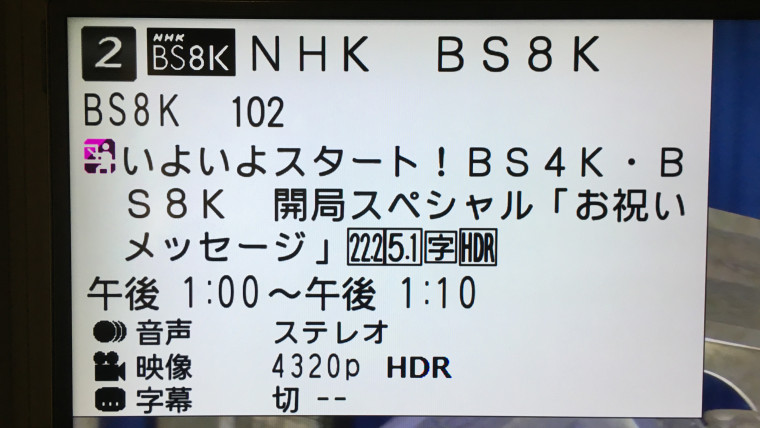 2 NHK BS8K NHK BS8K
BS8K 102
いよいよスタート！BS4K・B
S8K 開局スペシャル「お祝い
メッセージ」22.2 5.1 字 HDR
午後 1:00～午後 1:10
音声 ステレオ
映像 4320p HDR
字幕 切 --